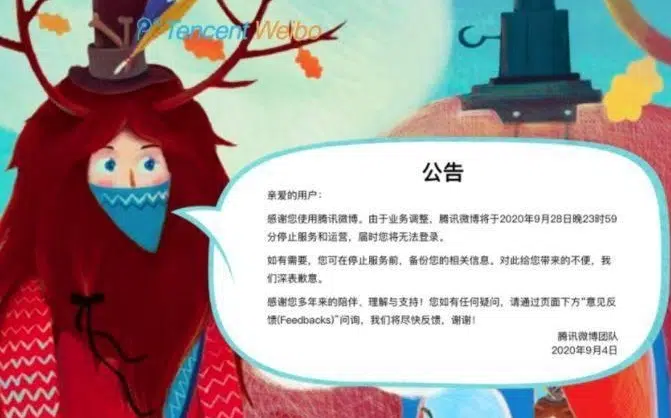 Tencent Weibo
公告
亲爱的用户：
感谢您使用腾讯微博。由于业务调整，腾讯微博将于2020年9月28日晚23时59
分停止服务和运营，届时您将无法登录。
如有需要，您可在停止服务前，备份您的相关信息。对此给您带来的不便，我
们深表歉意。
感谢您多年来的陪伴、理解与支持！您如有任何疑问，请通过页面下方“意见反
馈(Feedbacks)”问询，我们将尽快反馈，谢谢！
腾讯微博团队
2020年9月4日